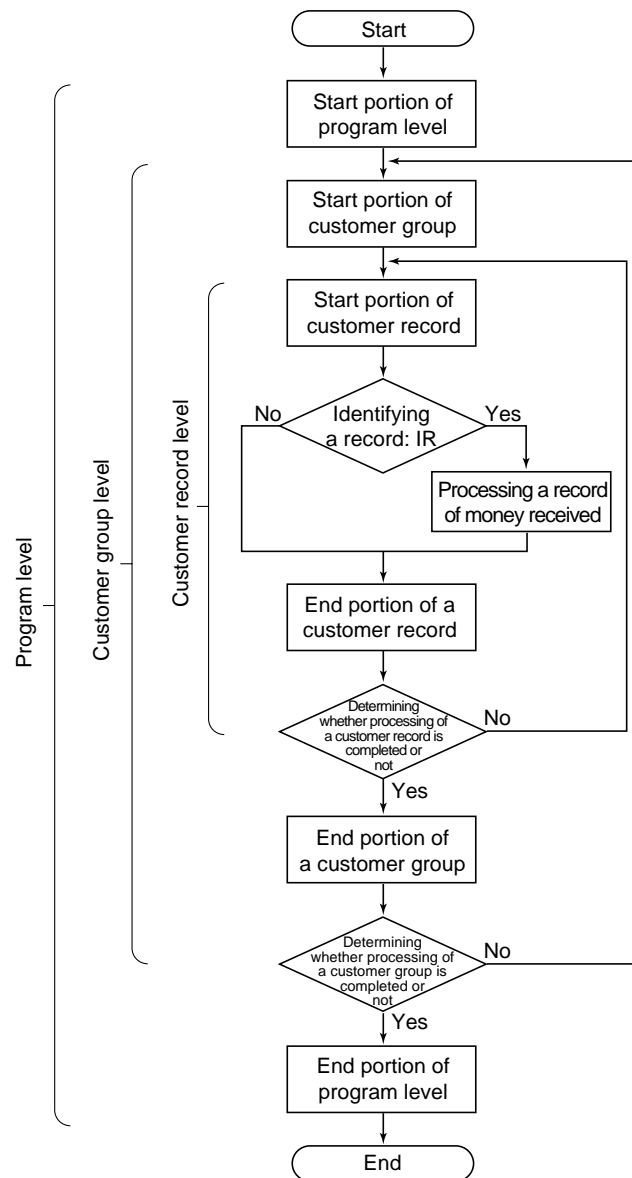 Start
Start portion of
program level
Start portion of
customer group
Start portion of
customer record
No
Identifying
a record: IR
Yes
Processing a record
of money received
End portion of a
customer record
Determining
whether processing of
a customer record is
completed or
not
No
Yes
End portion of
a customer group
Determining
whether processing of
a customer group is
completed or
not
No
Yes
End portion of
program level
End
Program level
Customer group level
Customer record level